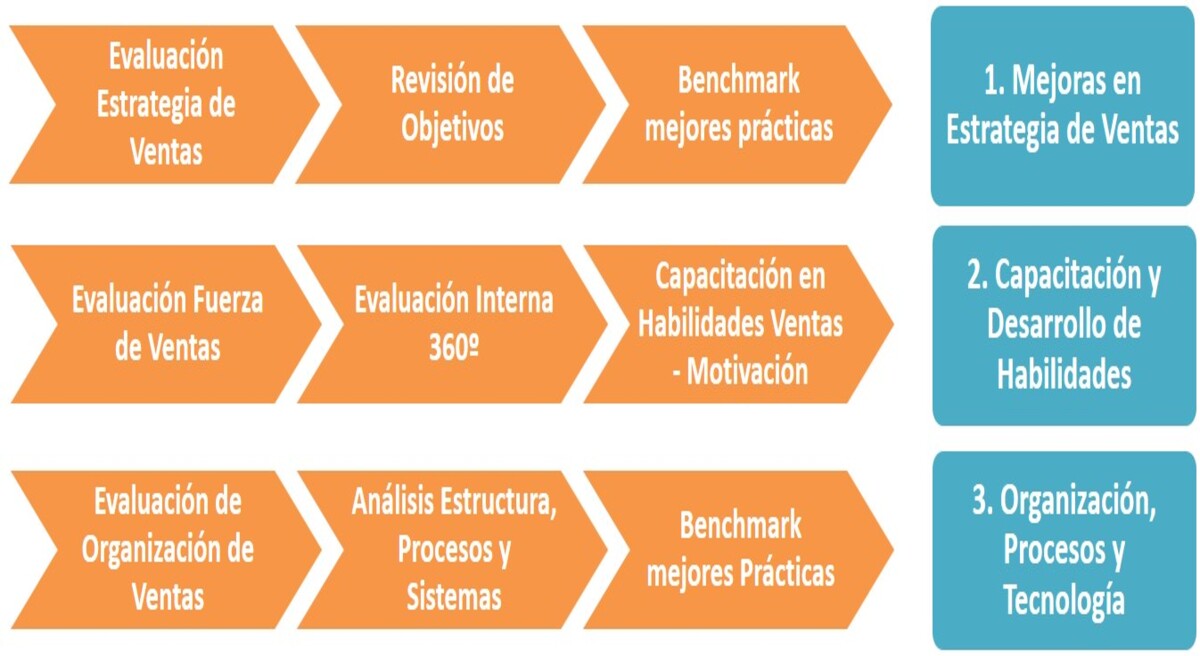 Evaluación
Estrategia de
Ventas
Revisión de
Objetivos
Benchmark
mejores prácticas
1. Mejoras en
Estrategia de Ventas
Evaluación Fuerza
de Ventas
Evaluación Interna
360º
Capacitación en
Habilidades Ventas
- Motivación
2. Capacitación y
Desarrollo de
Habilidades
Evaluación de
Organización de
Ventas
Análisis Estructura,
Procesos y
Sistemas
Benchmark
mejores Prácticas
3. Organización,
Procesos y
Tecnología